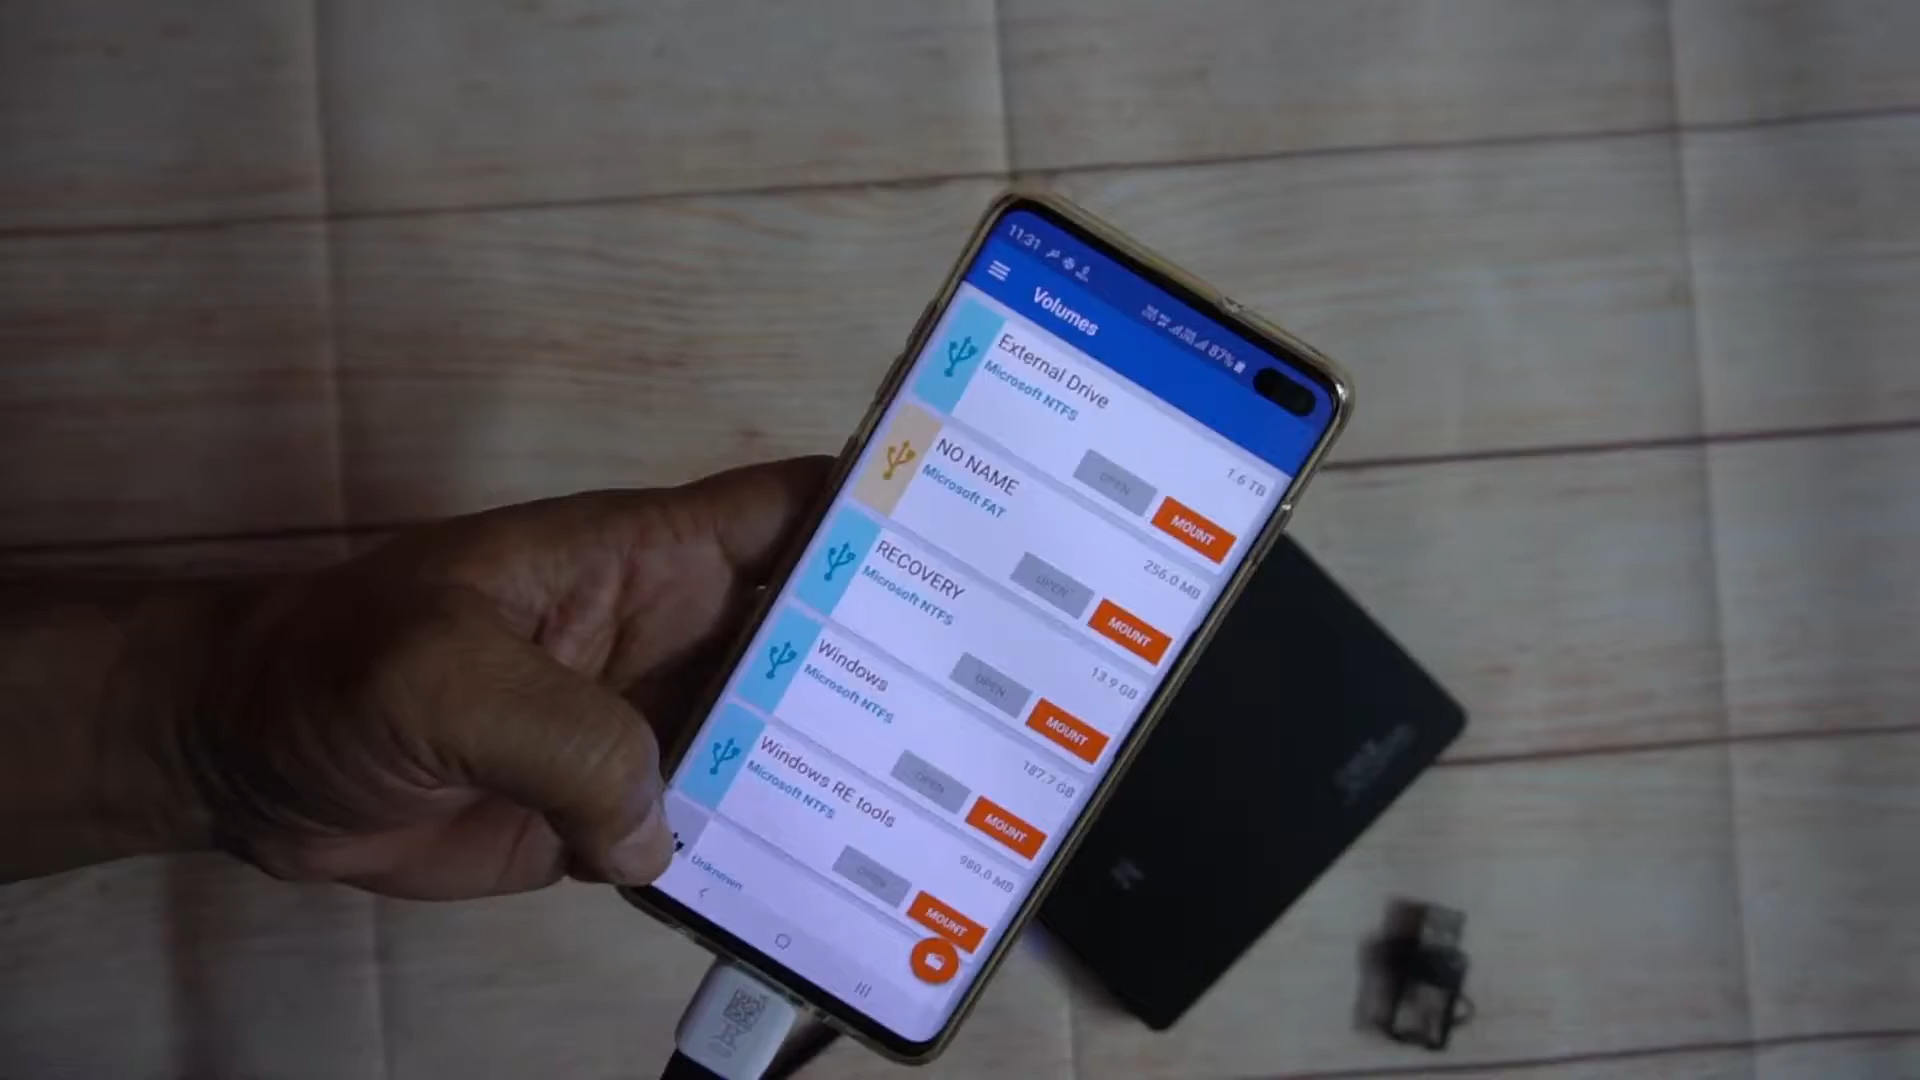 11:31
87%
Volumes
External Drive
Microsoft NTFS
1.6 TB
OPEN
MOUNT
NO NAME
Microsoft FAT
256.0 MB
OPEN
MOUNT
RECOVERY
Microsoft NTFS
13.9 GB
OPEN
MOUNT
Windows
Microsoft NTFS
187.7 GB
OPEN
MOUNT
Windows RE tools
Microsoft NTFS
980.0 MB
OPEN
MOUNT
Unknown